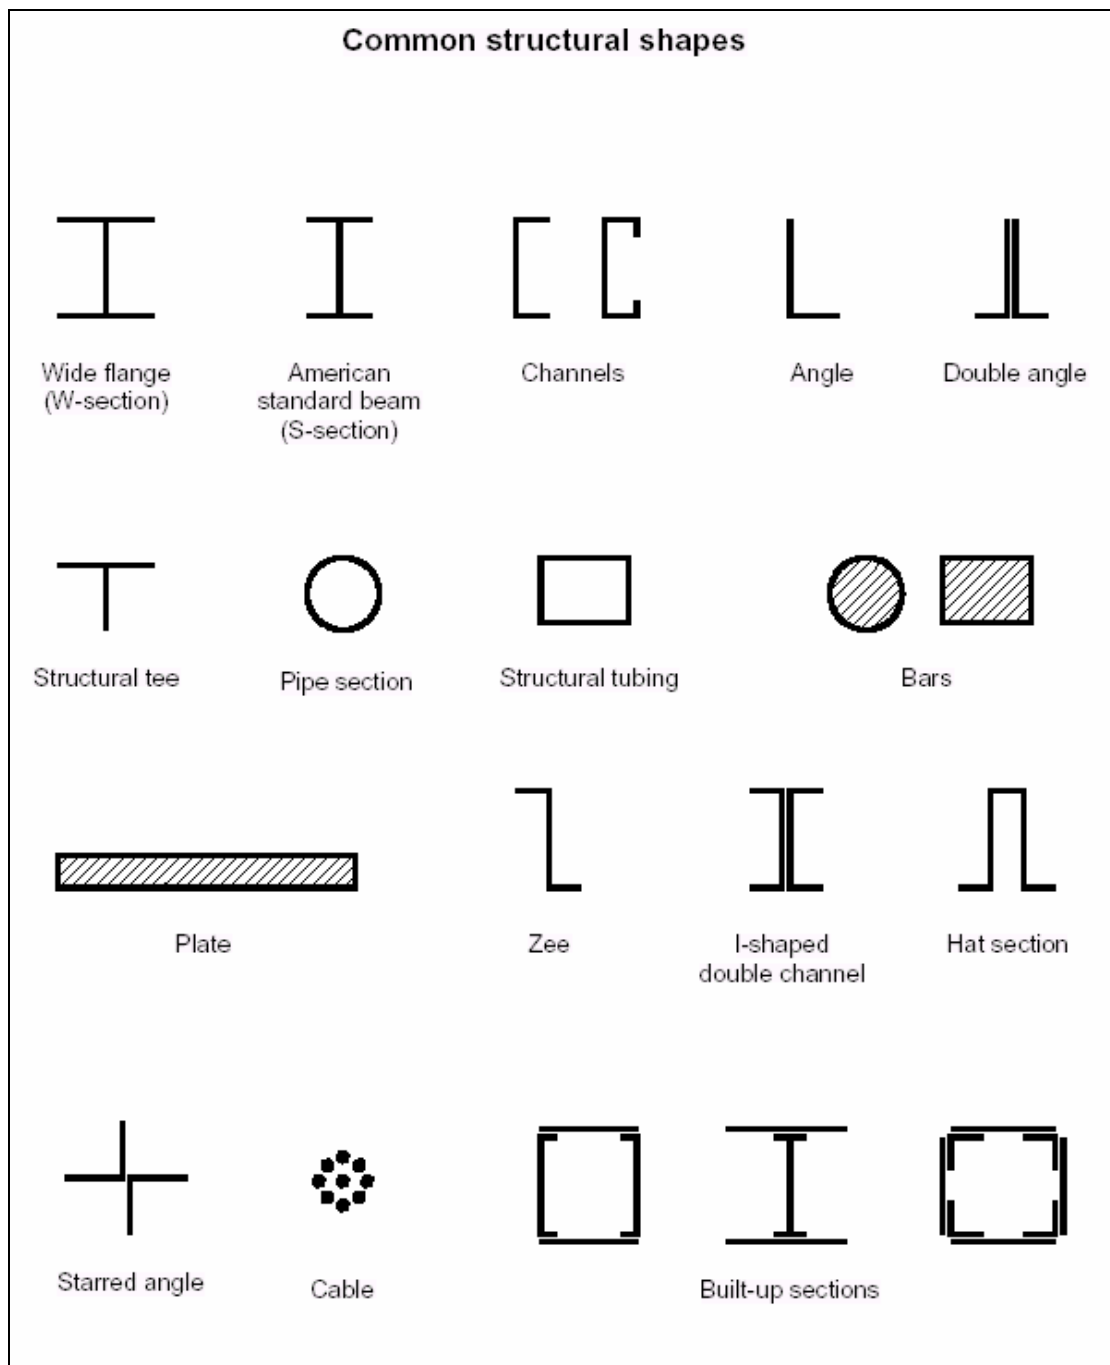 Common structural shapes
Wide flange
(W-section)
American
standard beam
(S-section)
Channels
Angle
Double angle
Structural tee
Pipe section
Structural tubing
Bars
Plate
Zee
I-shaped
double channel
Hat section
Starred angle
Cable
Built-up sections